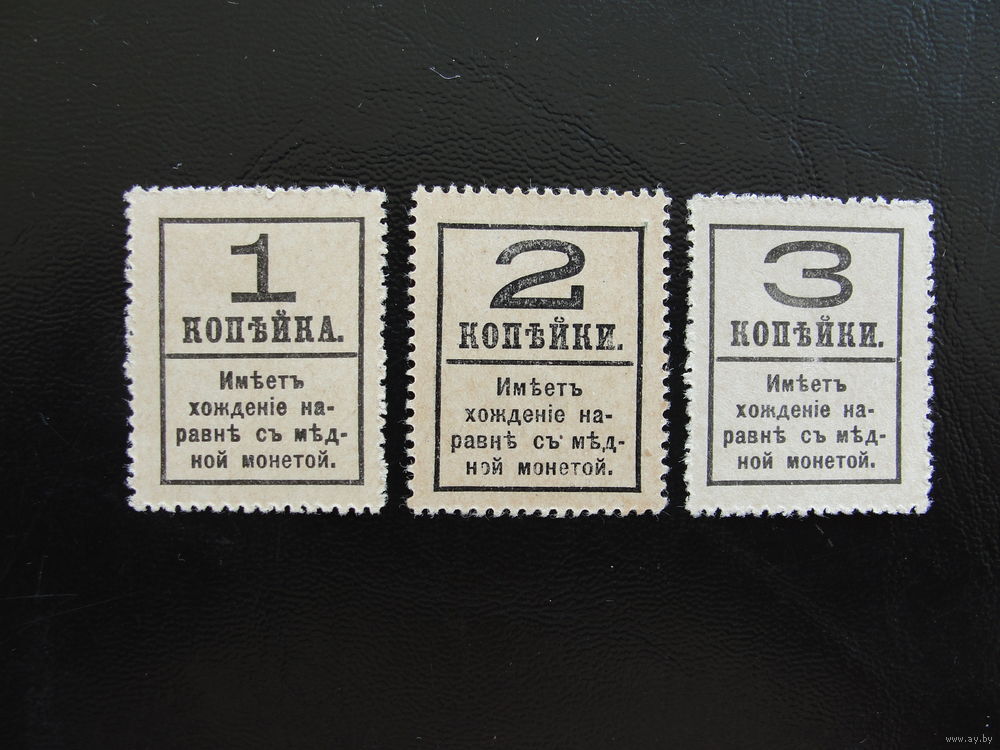 1
КОПѢЙКА.
Имѣетъ
хожденіе на-
равнѣ съ мѣд-
ной монетой.
2
КОПѢЙКИ.
Имѣетъ
хожденіе на-
равнѣ съ мѣд-
ной монетой.
3
КОПѢЙКИ.
Имѣетъ
хожденіе на-
равнѣ съ мѣд-
ной монетой.
www.ay.by